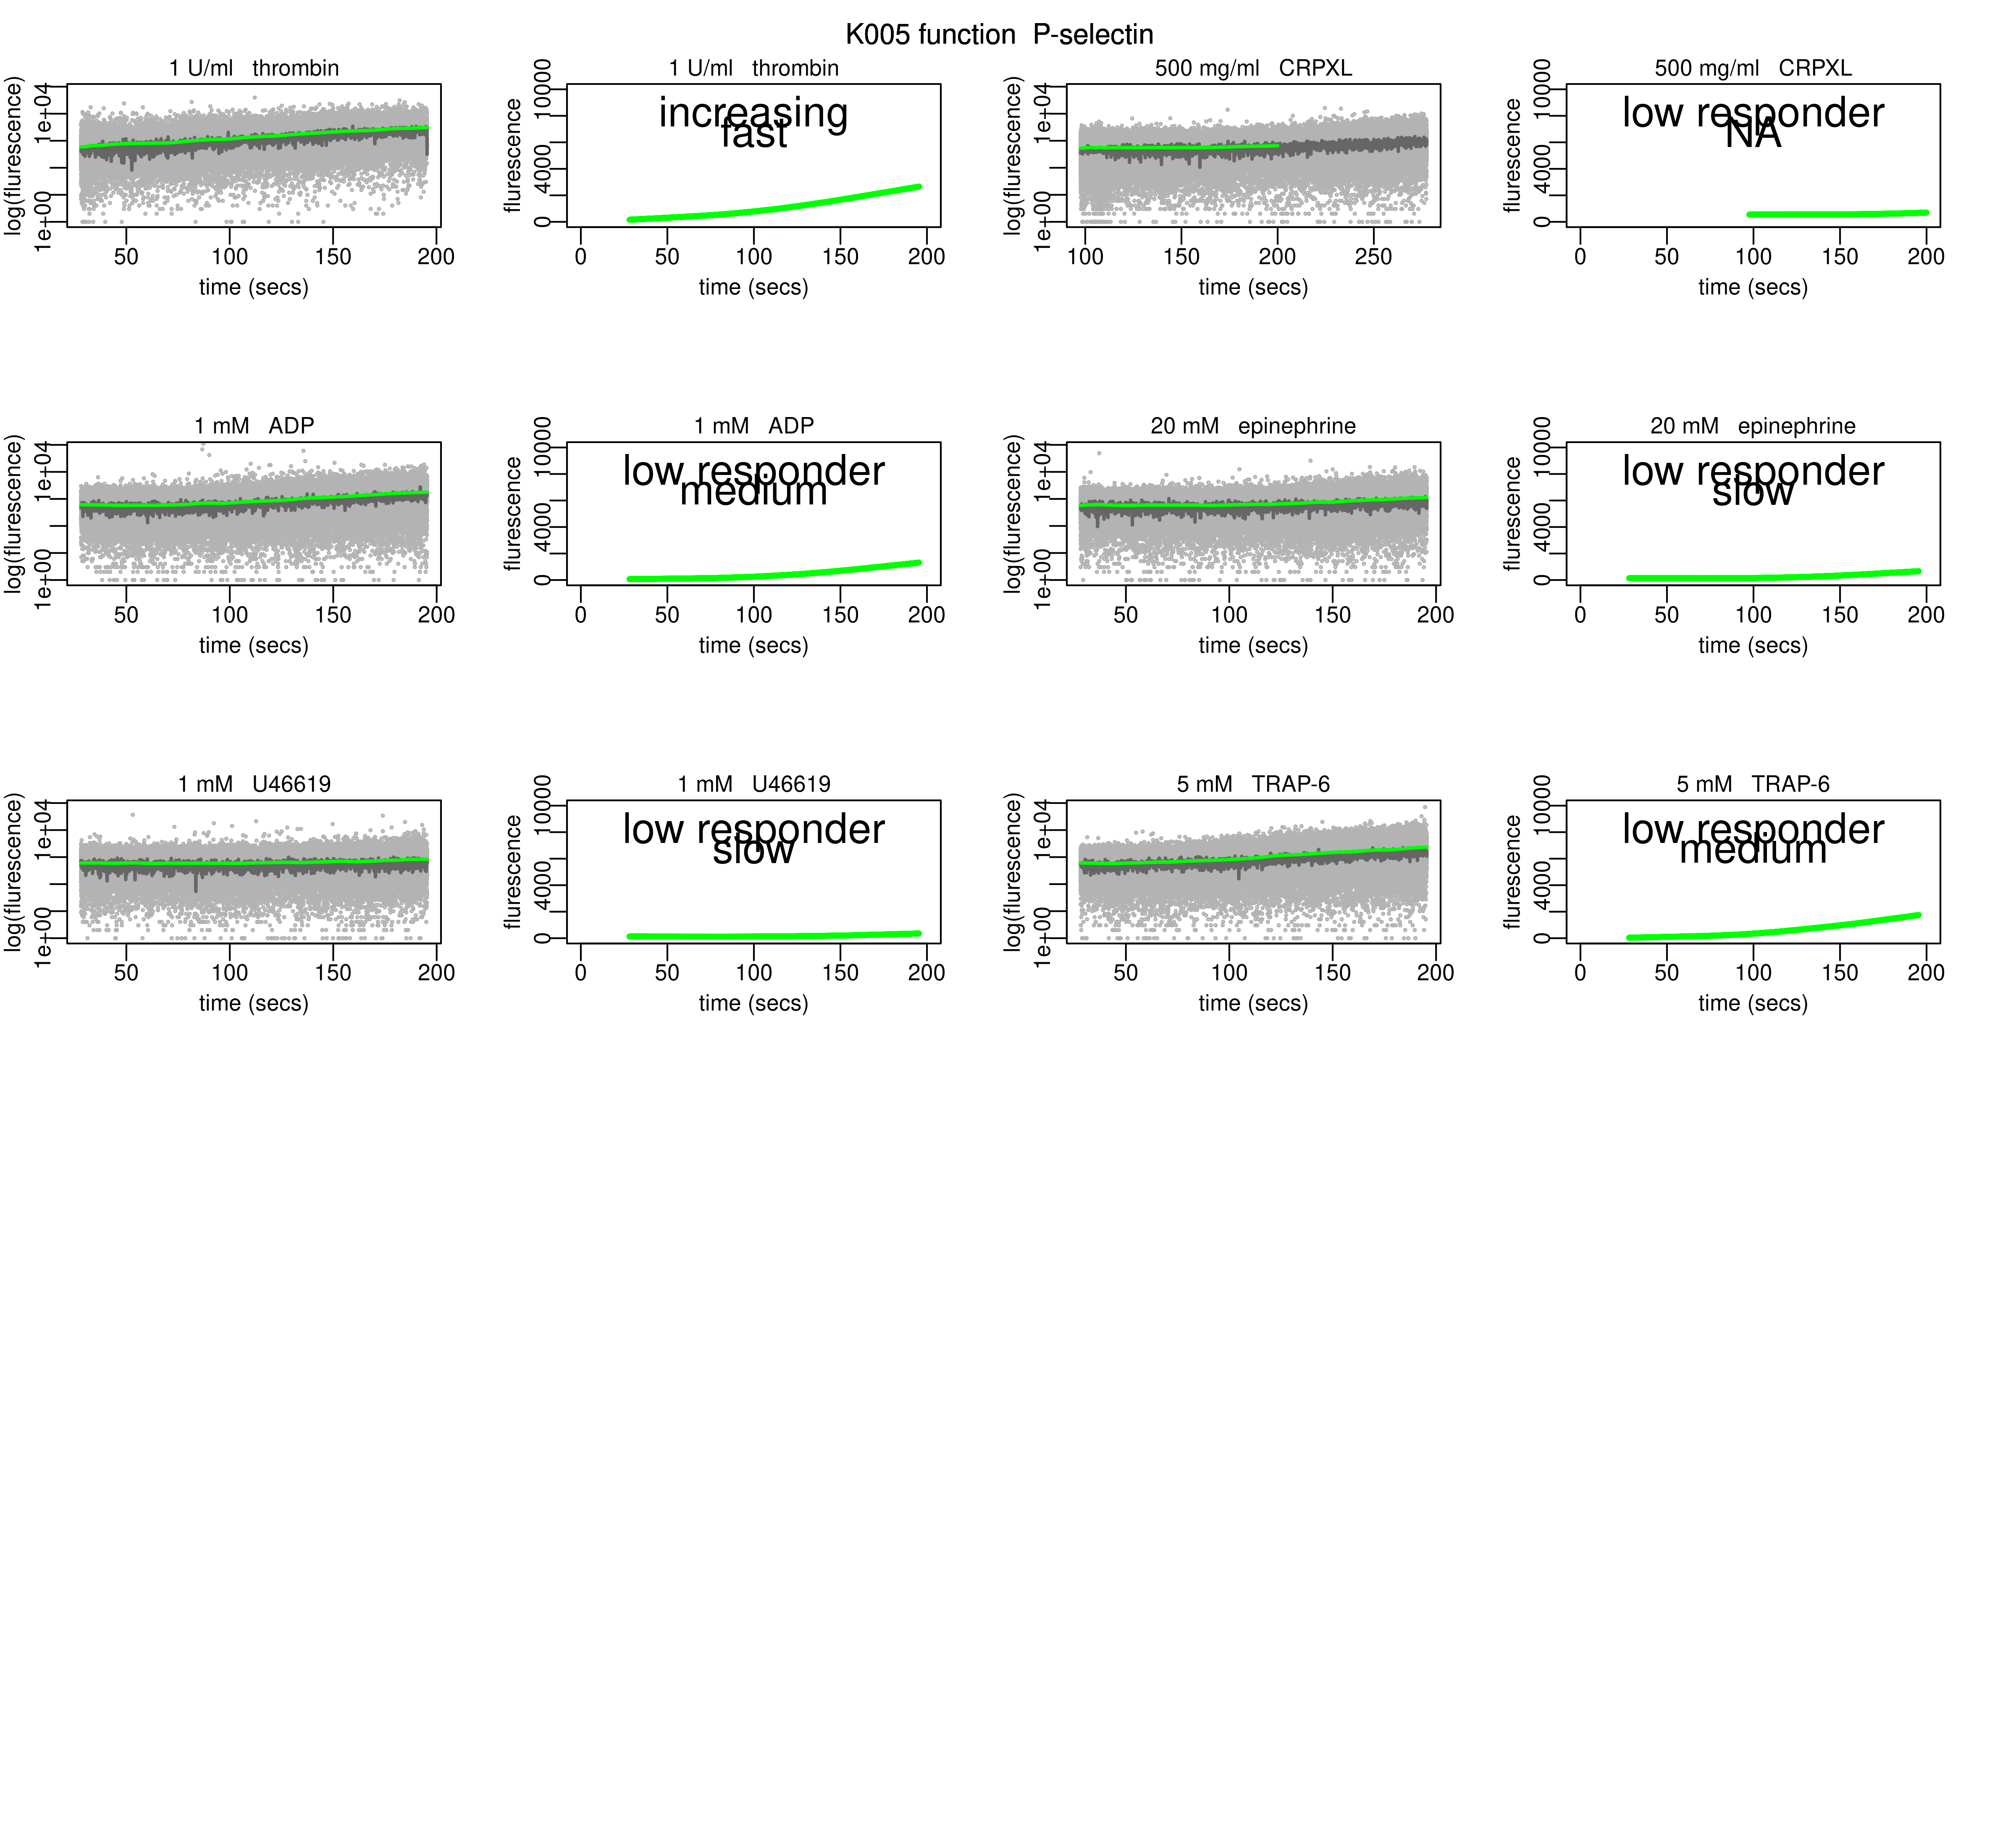 K005 function  P-selectin
1 U/ml   thrombin
log(flurescence)
1e+00
1e+04
50 100 150 200
time (secs)
1 U/ml   thrombin
increasing
fast
flurescence
0 4000 10000
0 50 100 150 200
time (secs)
500 mg/ml   CRPXL
log(flurescence)
1e+00
1e+04
100 150 200 250
time (secs)
500 mg/ml   CRPXL
low responder
NA
flurescence
0 4000 10000
0 50 100 150 200
time (secs)
1 mM   ADP
log(flurescence)
1e+00
1e+04
50 100 150 200
time (secs)
1 mM   ADP
low responder
medium
flurescence
0 4000 10000
0 50 100 150 200
time (secs)
20 mM   epinephrine
log(flurescence)
1e+00
1e+04
50 100 150 200
time (secs)
20 mM   epinephrine
low responder
slow
flurescence
0 4000 10000
0 50 100 150 200
time (secs)
1 mM   U46619
log(flurescence)
1e+00
1e+04
50 100 150 200
time (secs)
1 mM   U46619
low responder
slow
flurescence
0 4000 10000
0 50 100 150 200
time (secs)
5 mM   TRAP-6
log(flurescence)
1e+00
1e+04
50 100 150 200
time (secs)
5 mM   TRAP-6
low responder
medium
flurescence
0 4000 10000
0 50 100 150 200
time (secs)